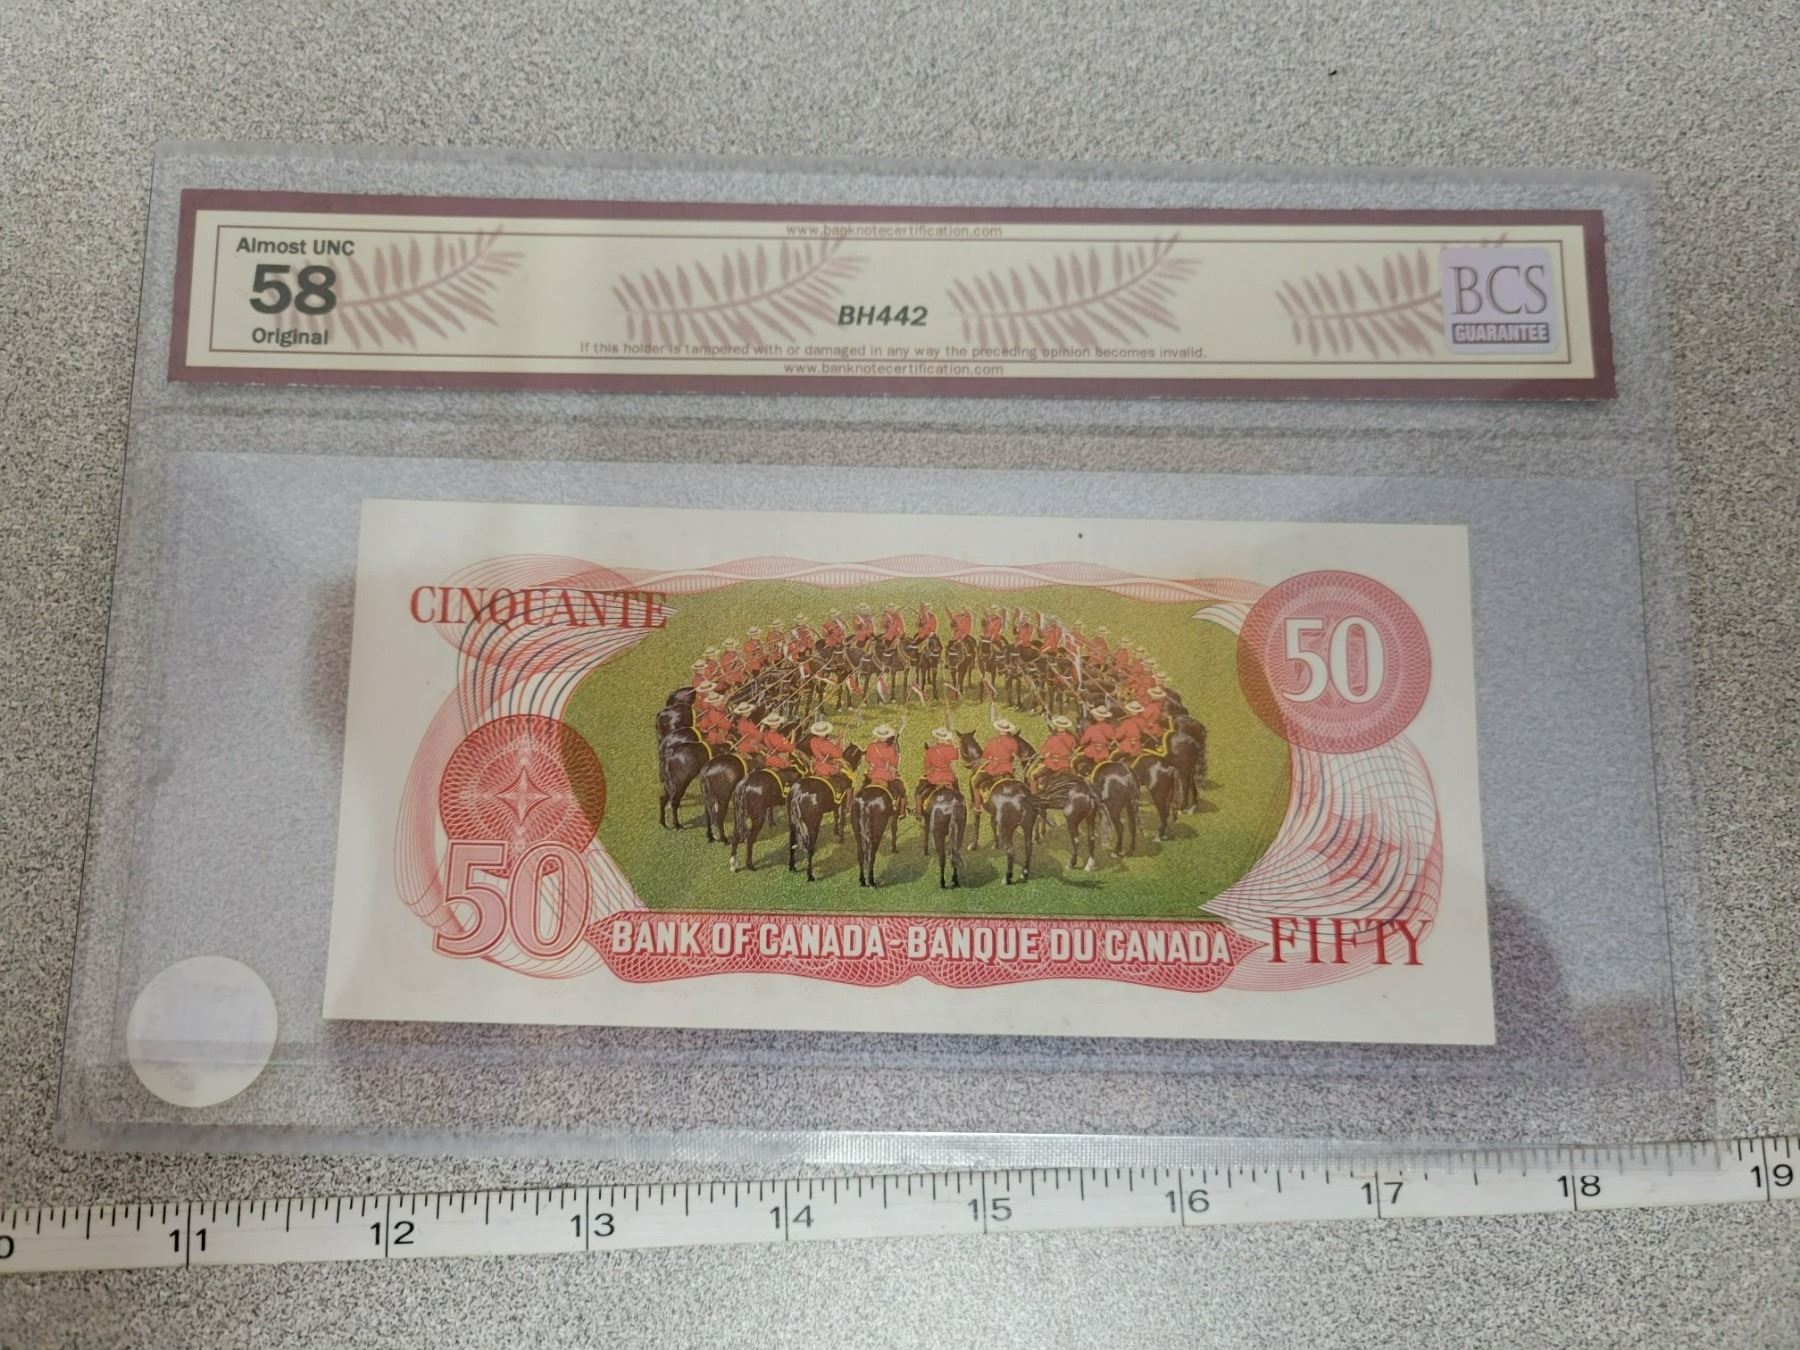 www.banknotecertification.com
Almost UNC
58
Original
BH442
BCS
GUARANTEE
If this holder is tampered with or damaged in any way the preceding opinion becomes invalid.
www.banknotecertification.com
CINQUANTE
50
50
BANK OF CANADA - BANQUE DU CANADA
FIFTY
0 11 12 13 14 15 16 17 18 19